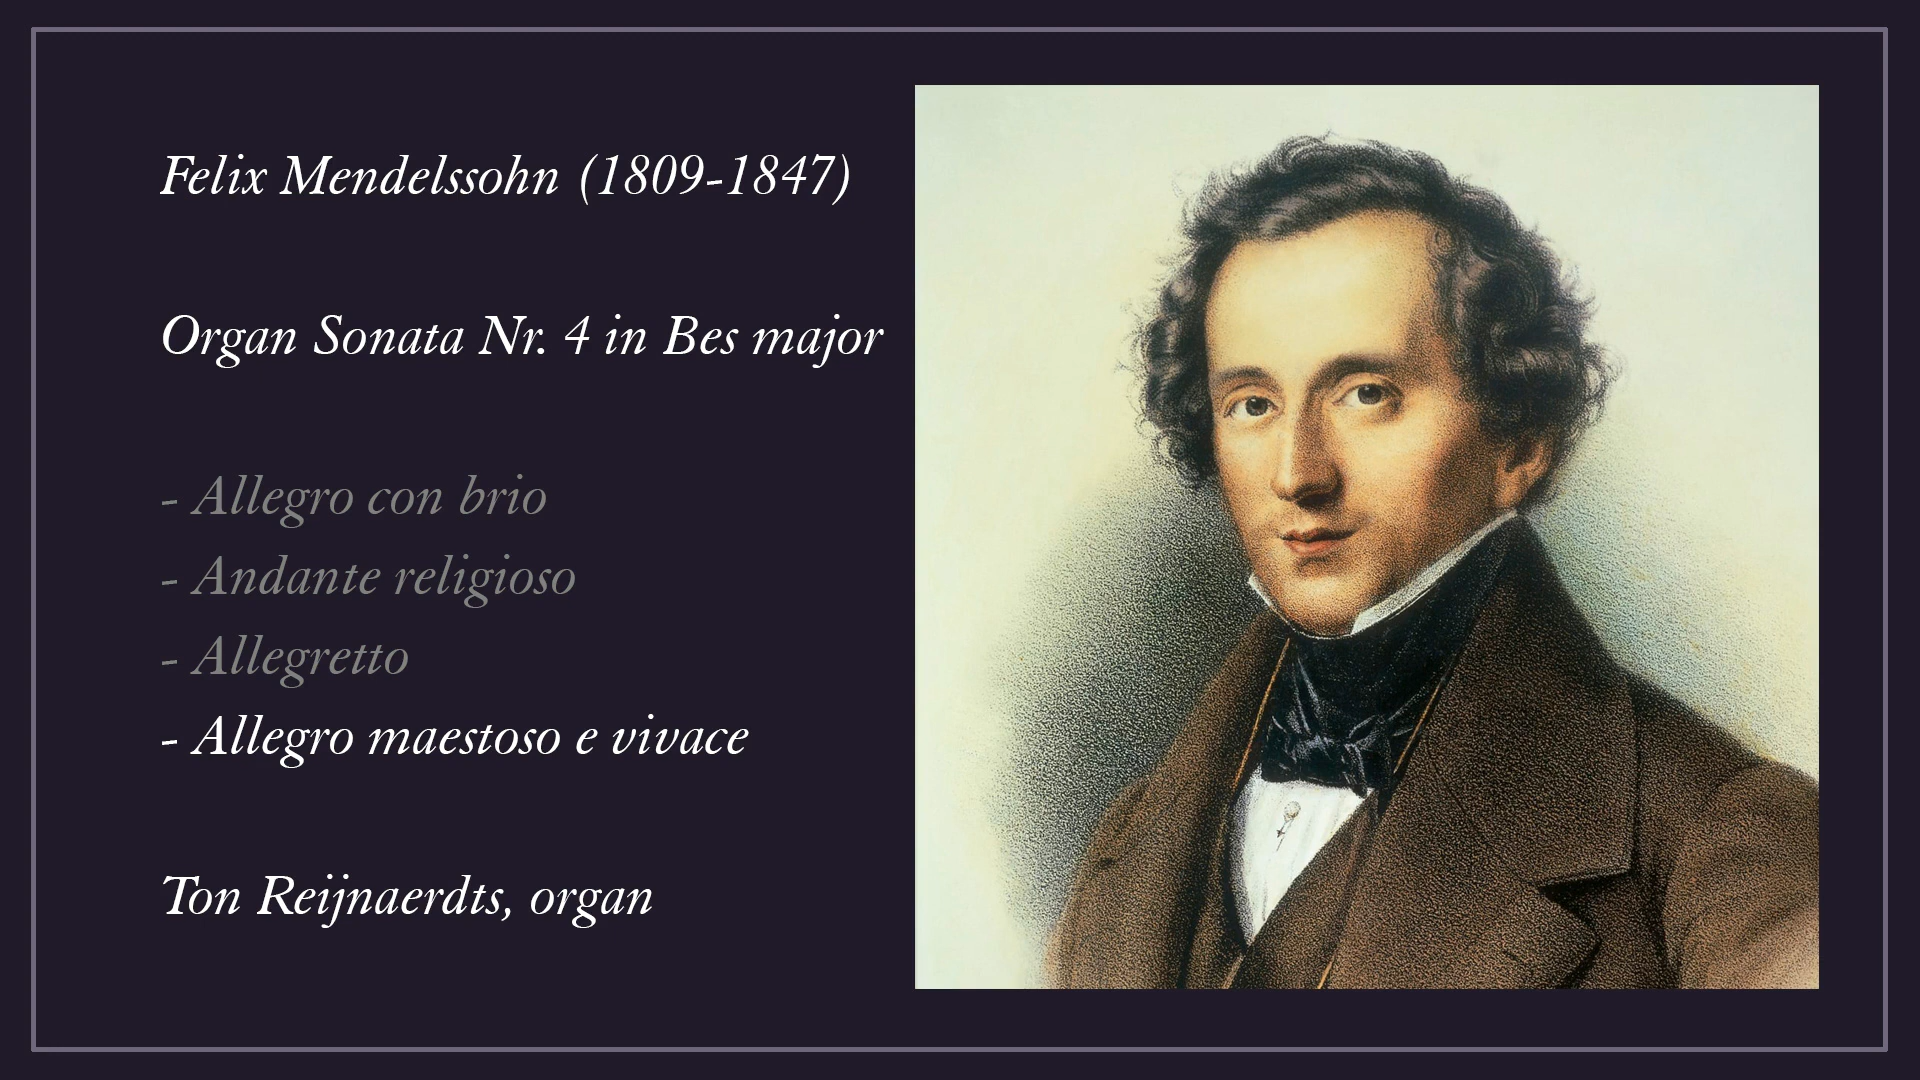 Felix Mendelssohn (1809-1847)
Organ Sonata Nr. 4 in Bes major
- Allegro con brio
- Andante religioso
- Allegretto
- Allegro maestoso e vivace
Ton Reijnaerdts, organ